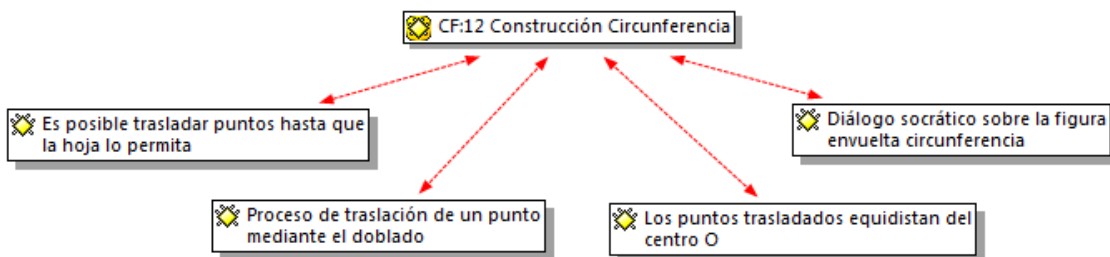 CF:12 Construcción Circunferencia
Es posible trasladar puntos hasta que
la hoja lo permita
Diálogo socrático sobre la figura
envuelta circunferencia
Proceso de traslación de un punto
mediante el doblado
Los puntos trasladados equidistan del
centro O